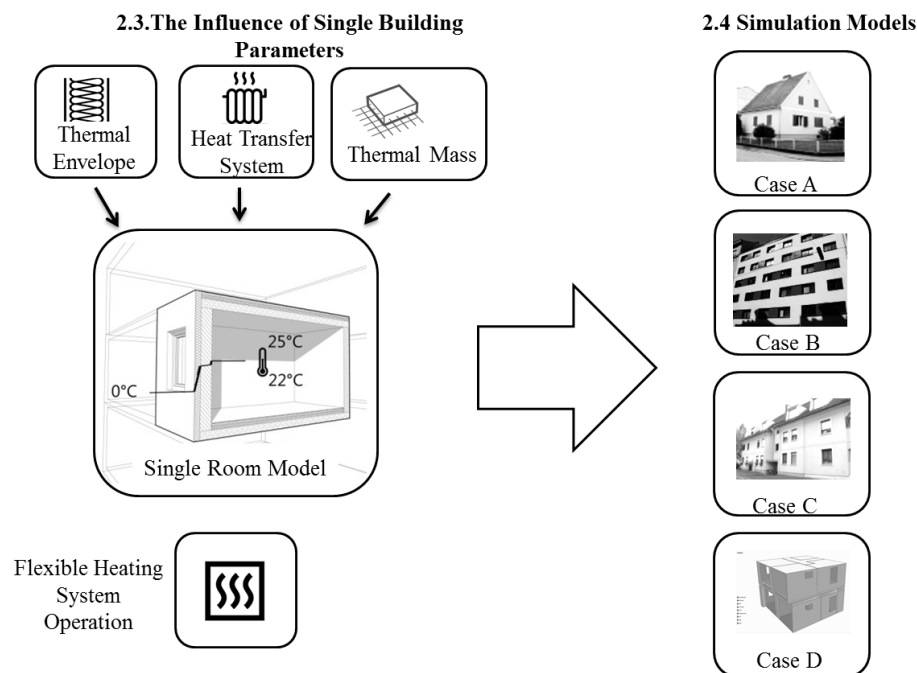 2.3.The Influence of Single Building
Parameters
Thermal
Envelope
Heat Transfer
System
Thermal Mass
25°C
22°C
0°C
Single Room Model
Flexible Heating
System
Operation
2.4 Simulation Models
Case A
Case B
Case C
Case D